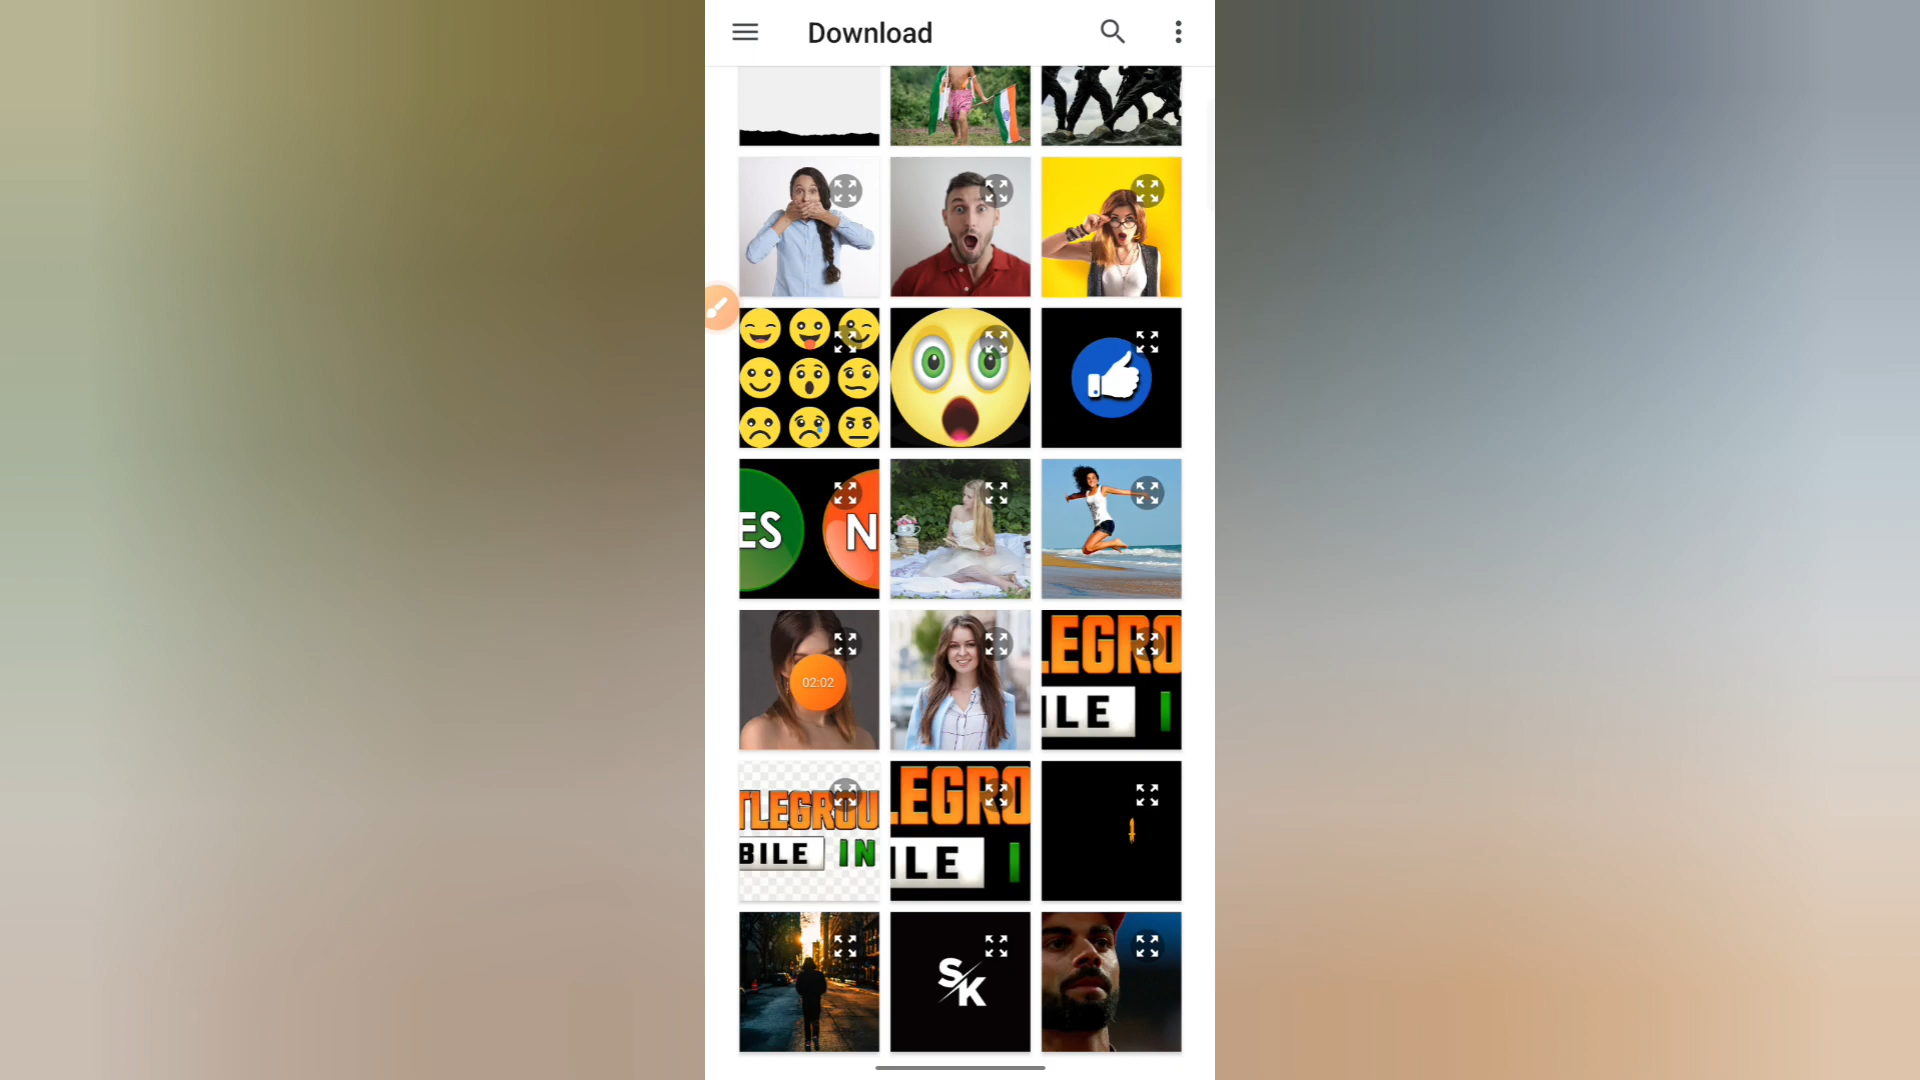 Download
ES N
02:02
LEGRO
ILE I
TLEGROU
BILE IN
LEGRO
ILE I
SK